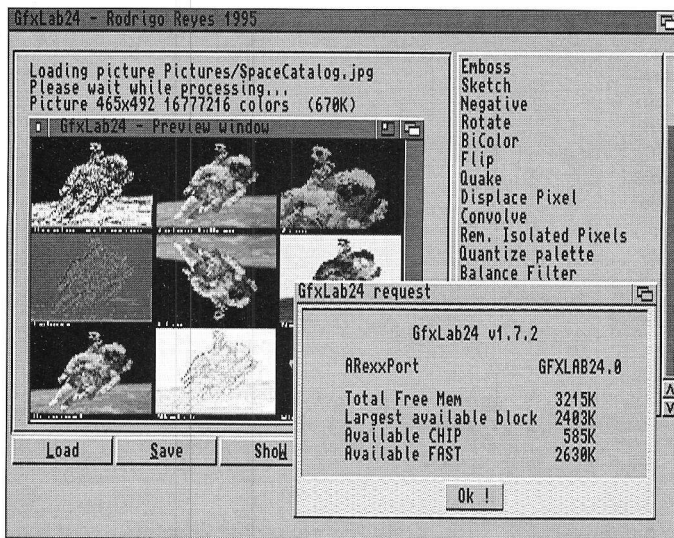 GfxLab24 - Rodrigo Reyes 1995
Loading picture Pictures/SpaceCatalog.jpg
Please wait while processing...
Picture 465x492 16777216 colors (670K)
GfxLab24 - Preview window
Emboss
Sketch
Negative
Rotate
BiColor
Flip
Quake
Displace Pixel
Convolve
Rem. Isolated Pixels
Quantize palette
Balance Filter
GfxLab24 request
GfxLab24 v1.7.2
ARexxPort GFXLAB24.0
Total Free Mem 3215K
Largest available block 2403K
Available CHIP 585K
Available FAST 2630K
Ok !
Load
Save
Show